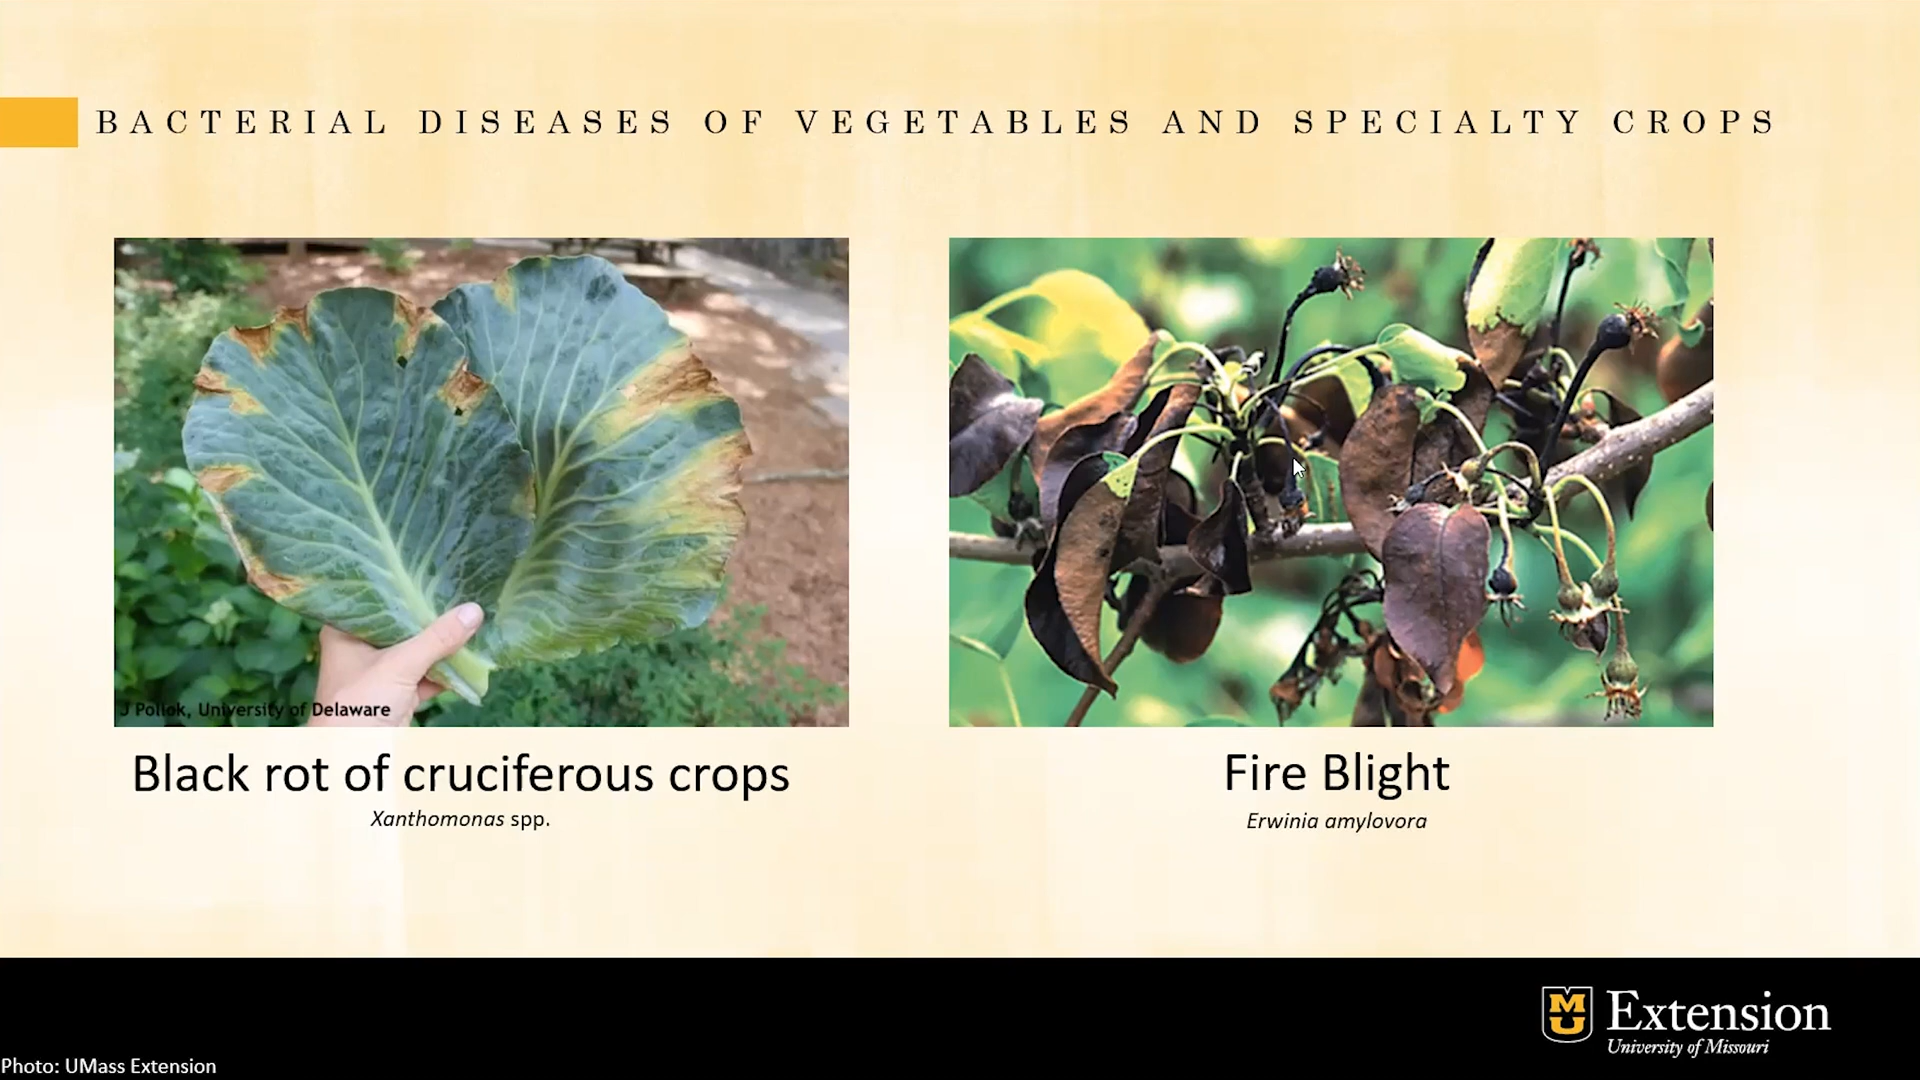 BACTERIAL DISEASES OF VEGETABLES AND SPECIALTY CROPS
J Pollok, University of Delaware
Black rot of cruciferous crops
Xanthomonas spp.
Fire Blight
Erwinia amylovora
MU
Extension
University of Missouri
Photo: UMass Extension